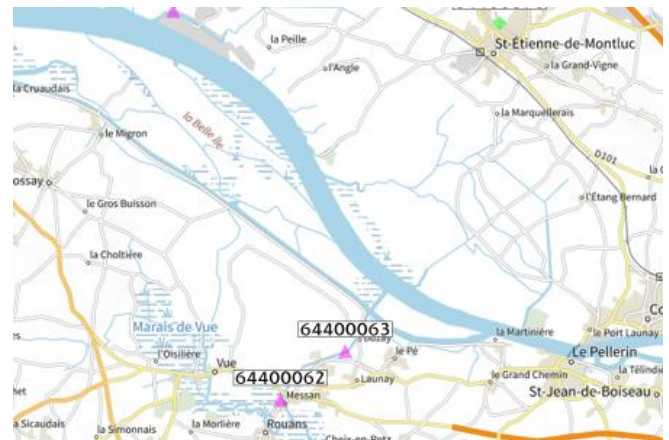 la Peille
St-Étienne-de-Montluc
l'Angle
la Grand-Vigne
la Cruaudais
la Belle Île
la Marquellerais
le Migron
D101
ossay
l'Étang Bernard
le Gros Buisson
la Choltière
Marais de Vue
64400063
la Martinière
le Port Launay
l'Oisilière
Vue
le Pé
Le Pellerin
64400062
Launay
le Grand Chemin
la Télindiè
Messan
St-Jean-de-Boiseau
a Sicaudais
la Simonnais
la Morlière
Rouans